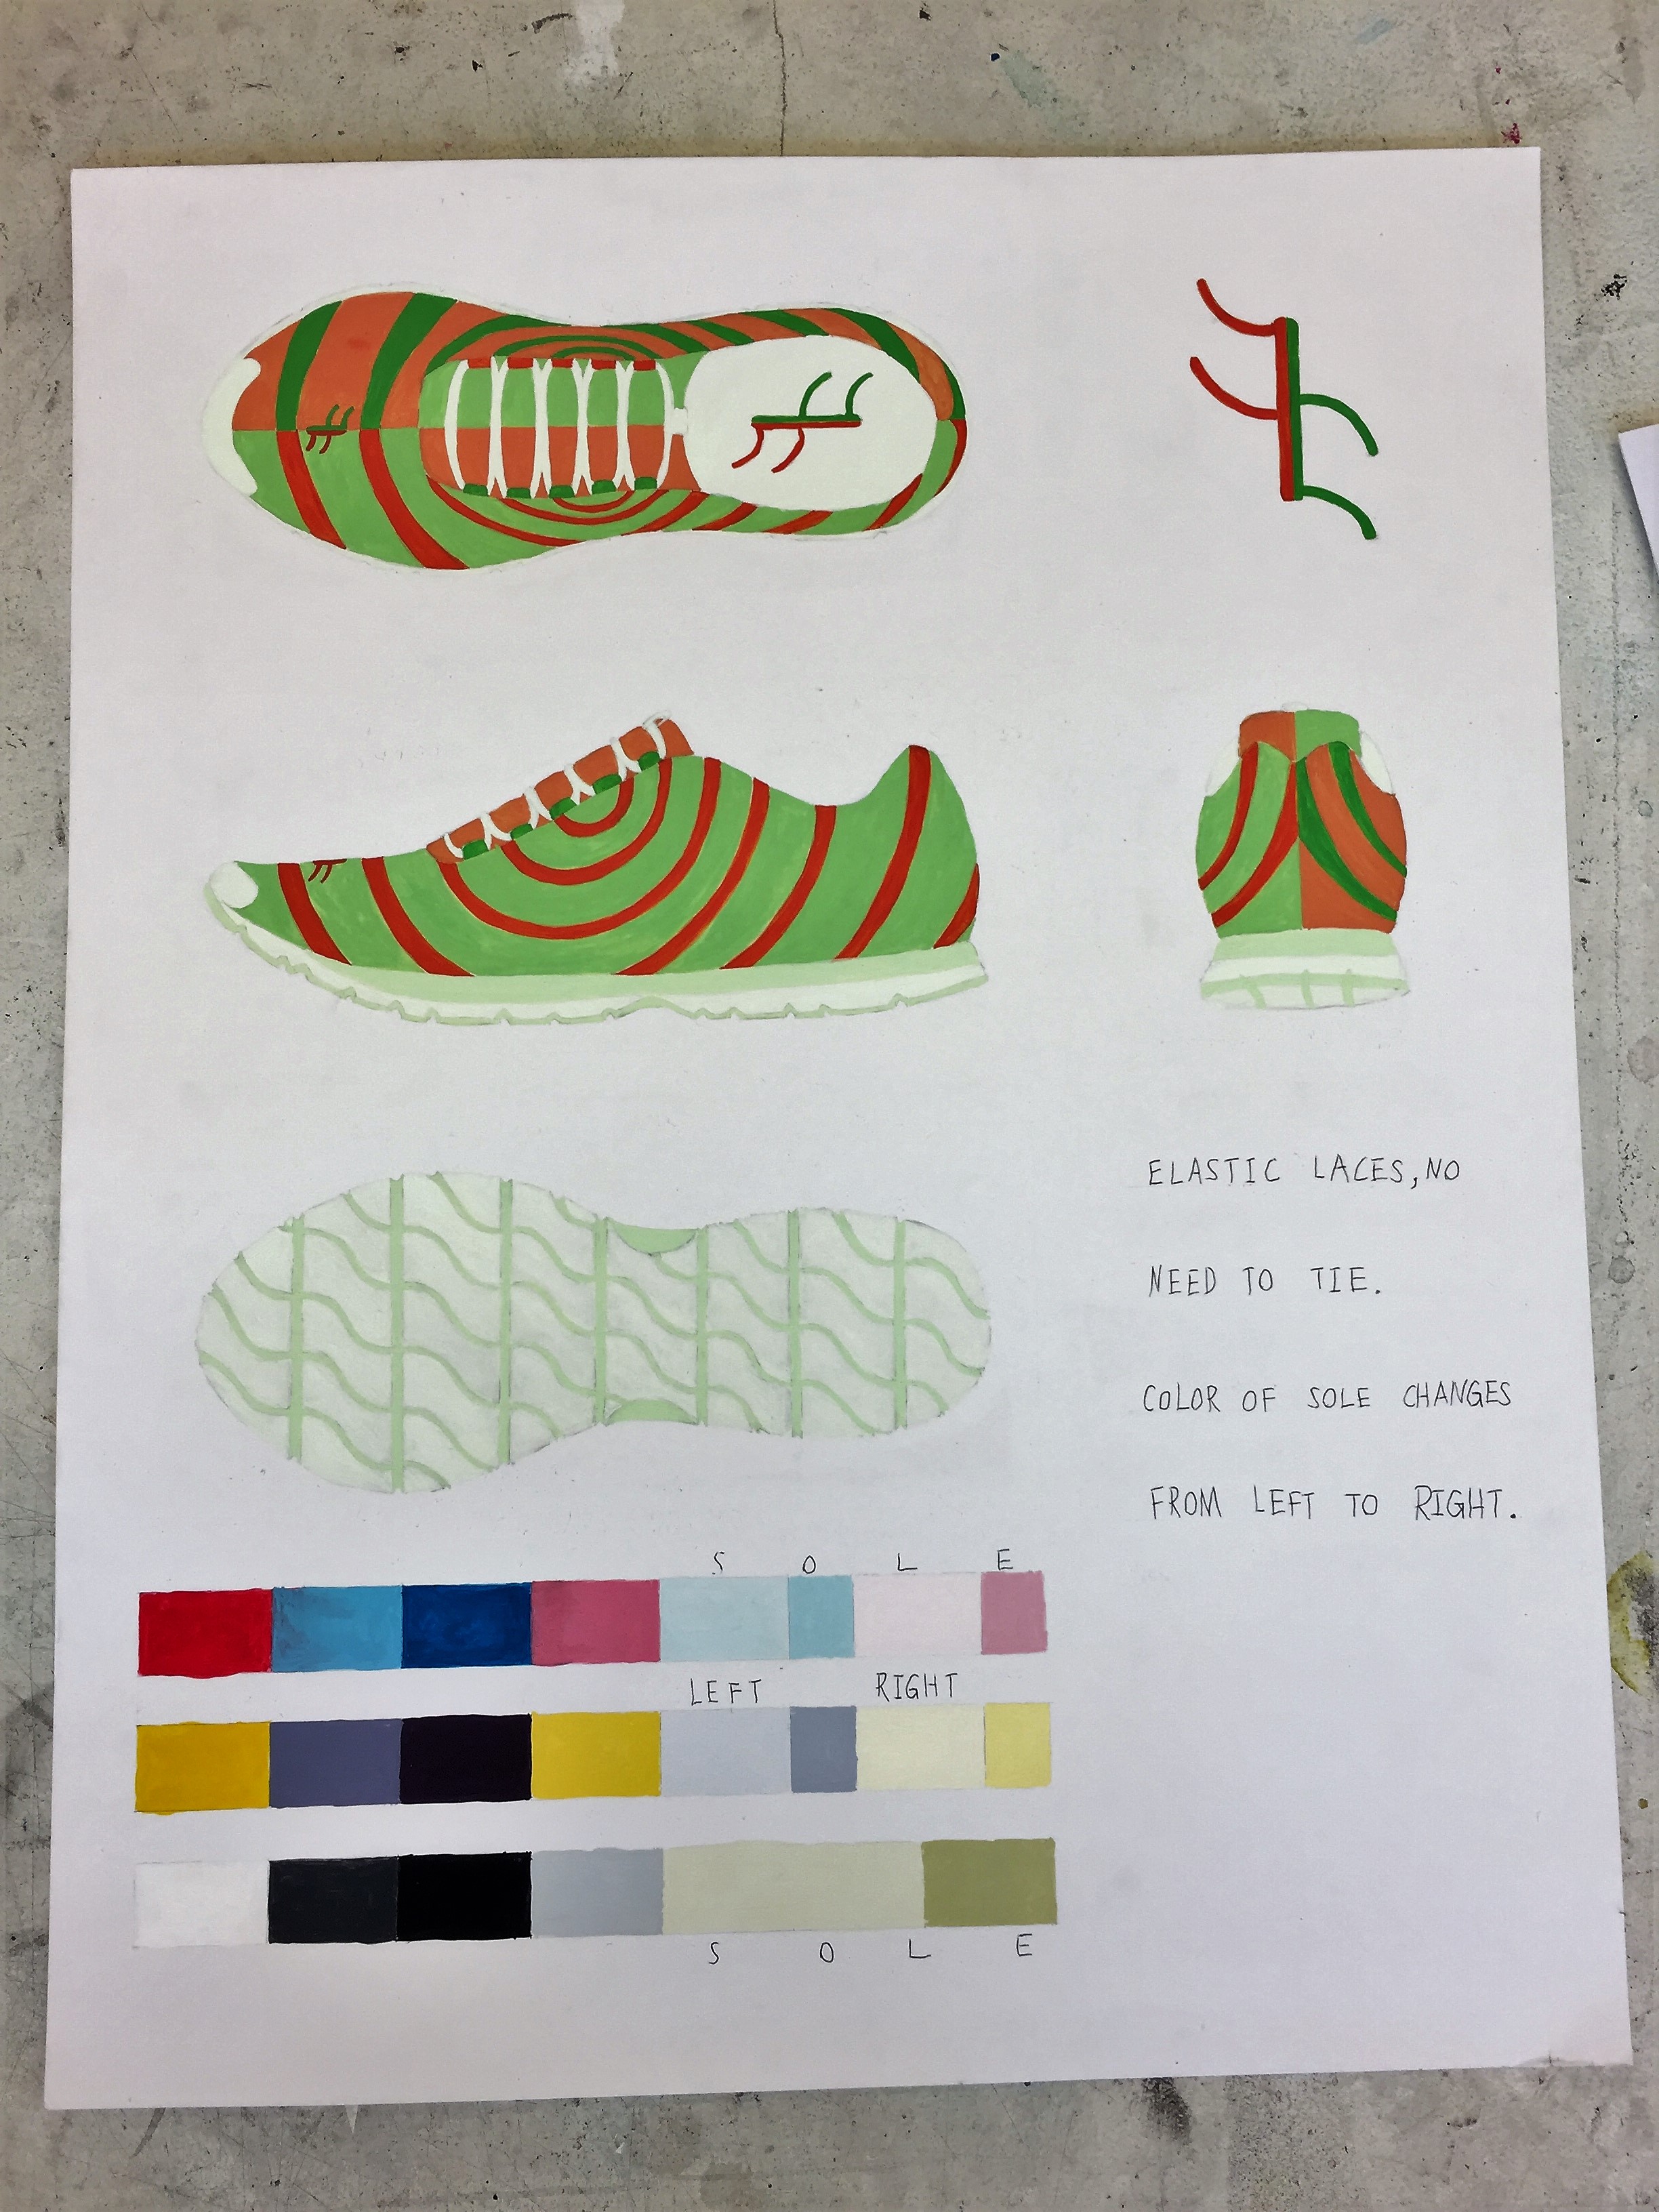 ELASTIC LACES, NO
NEED TO TIE.
COLOR OF SOLE CHANGES
FROM LEFT TO RIGHT.
S O L E
LEFT RIGHT
S O L E